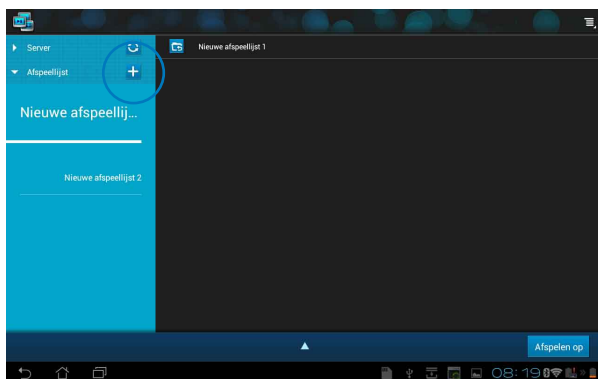 Server
Nieuwe afspeellijst 1
Afspeellijst
Nieuwe afspeellij...
Nieuwe afspeellijst 2
Afspelen op
08:19